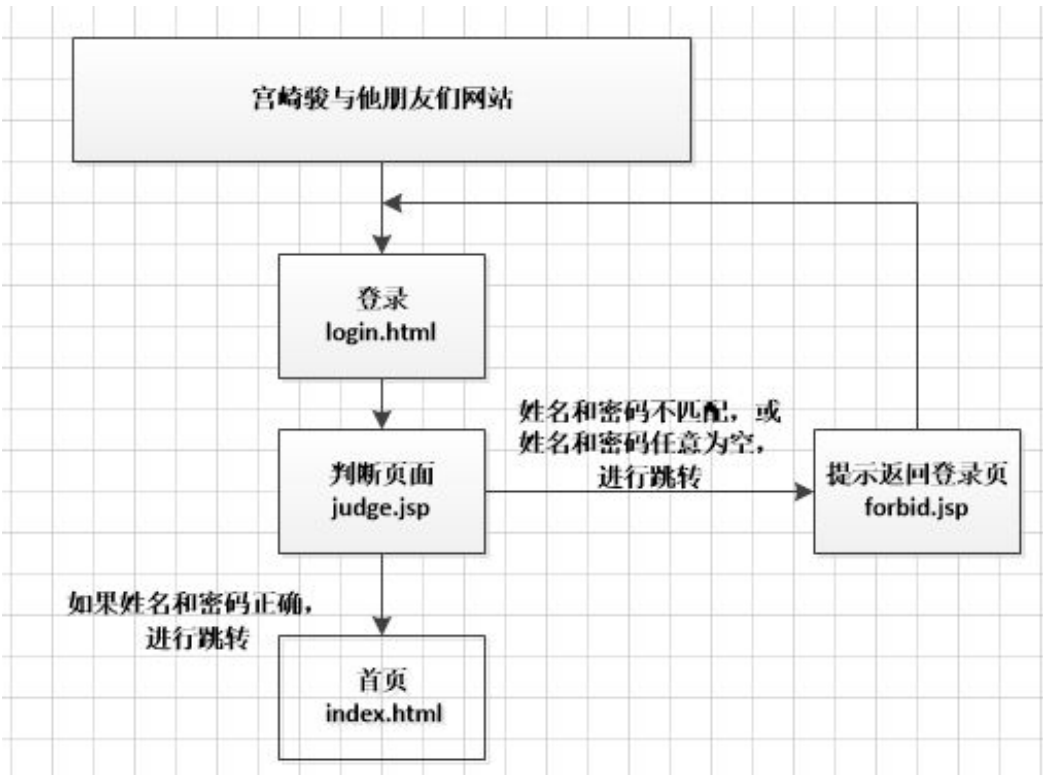 宫崎骏与他朋友们网站
登录
login.html
姓名和密码不匹配，或
姓名和密码任意为空，
进行跳转
判断页面
judge.jsp
提示返回登录页
forbid.jsp
如果姓名和密码正确，
进行跳转
首页
index.html